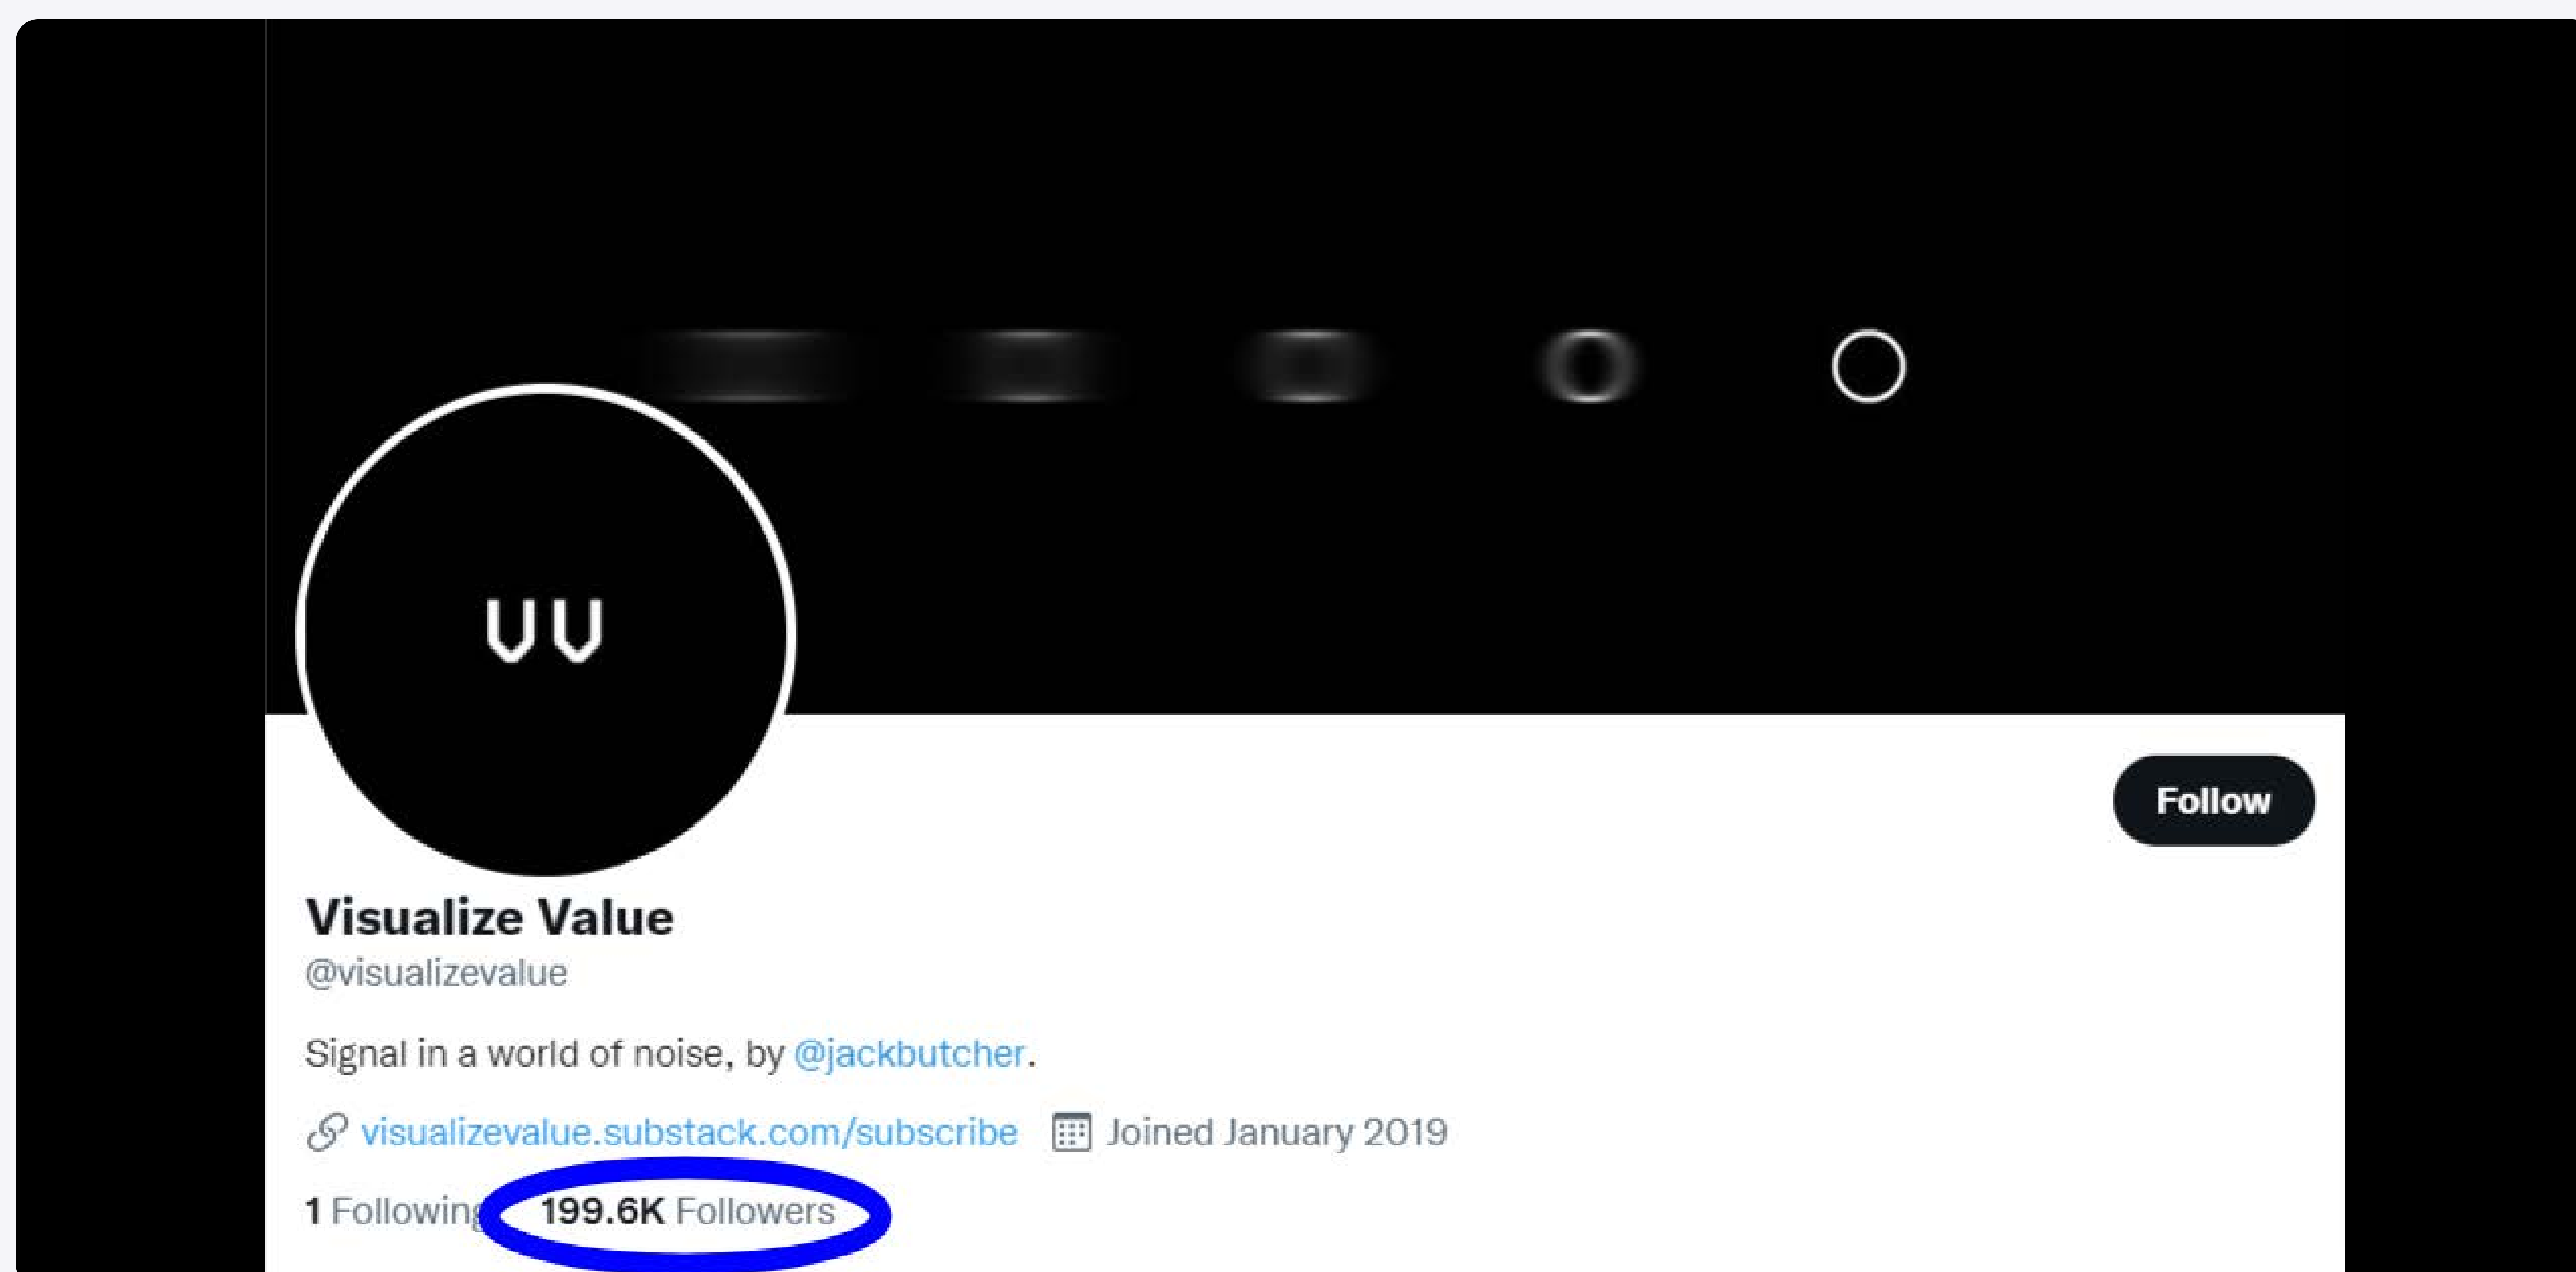 VV
Follow
Visualize Value
@visualizevalue
Signal in a world of noise, by @jackbutcher.
visualizevalue.substack.com/subscribe Joined January 2019
1 Following 199.6K Followers